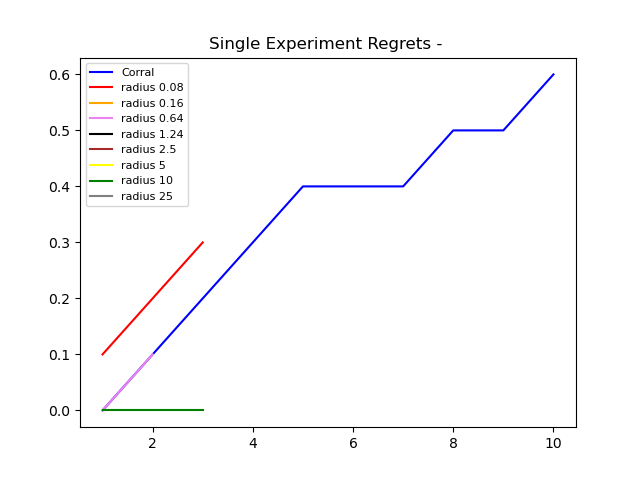 Single Experiment Regrets -
Corral
radius 0.08
radius 0.16
radius 0.64
radius 1.24
radius 2.5
radius 5
radius 10
radius 25
0.6
0.5
0.4
0.3
0.2
0.1
0.0
2 4 6 8 10